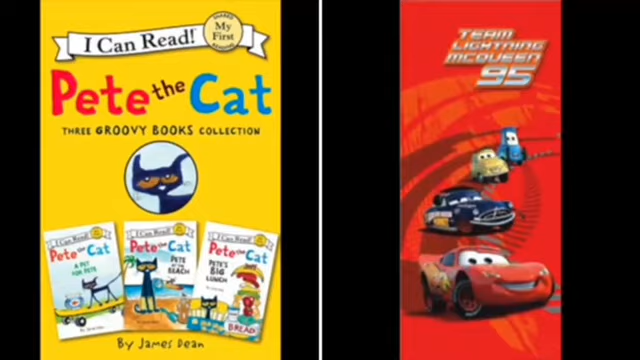 I Can Read!
SHARED
My First
READING
Pete the Cat
THREE GROOVY BOOKS COLLECTION
I Can Read!
Pete the Cat
A PET FOR PETE
I Can Read!
Pete the Cat
PETE AT THE BEACH
I Can Read!
Pete the Cat
PETE'S BIG LUNCH
BREAD
By James Dean
TEAM
LIGHTNING
MCQUEEN
95